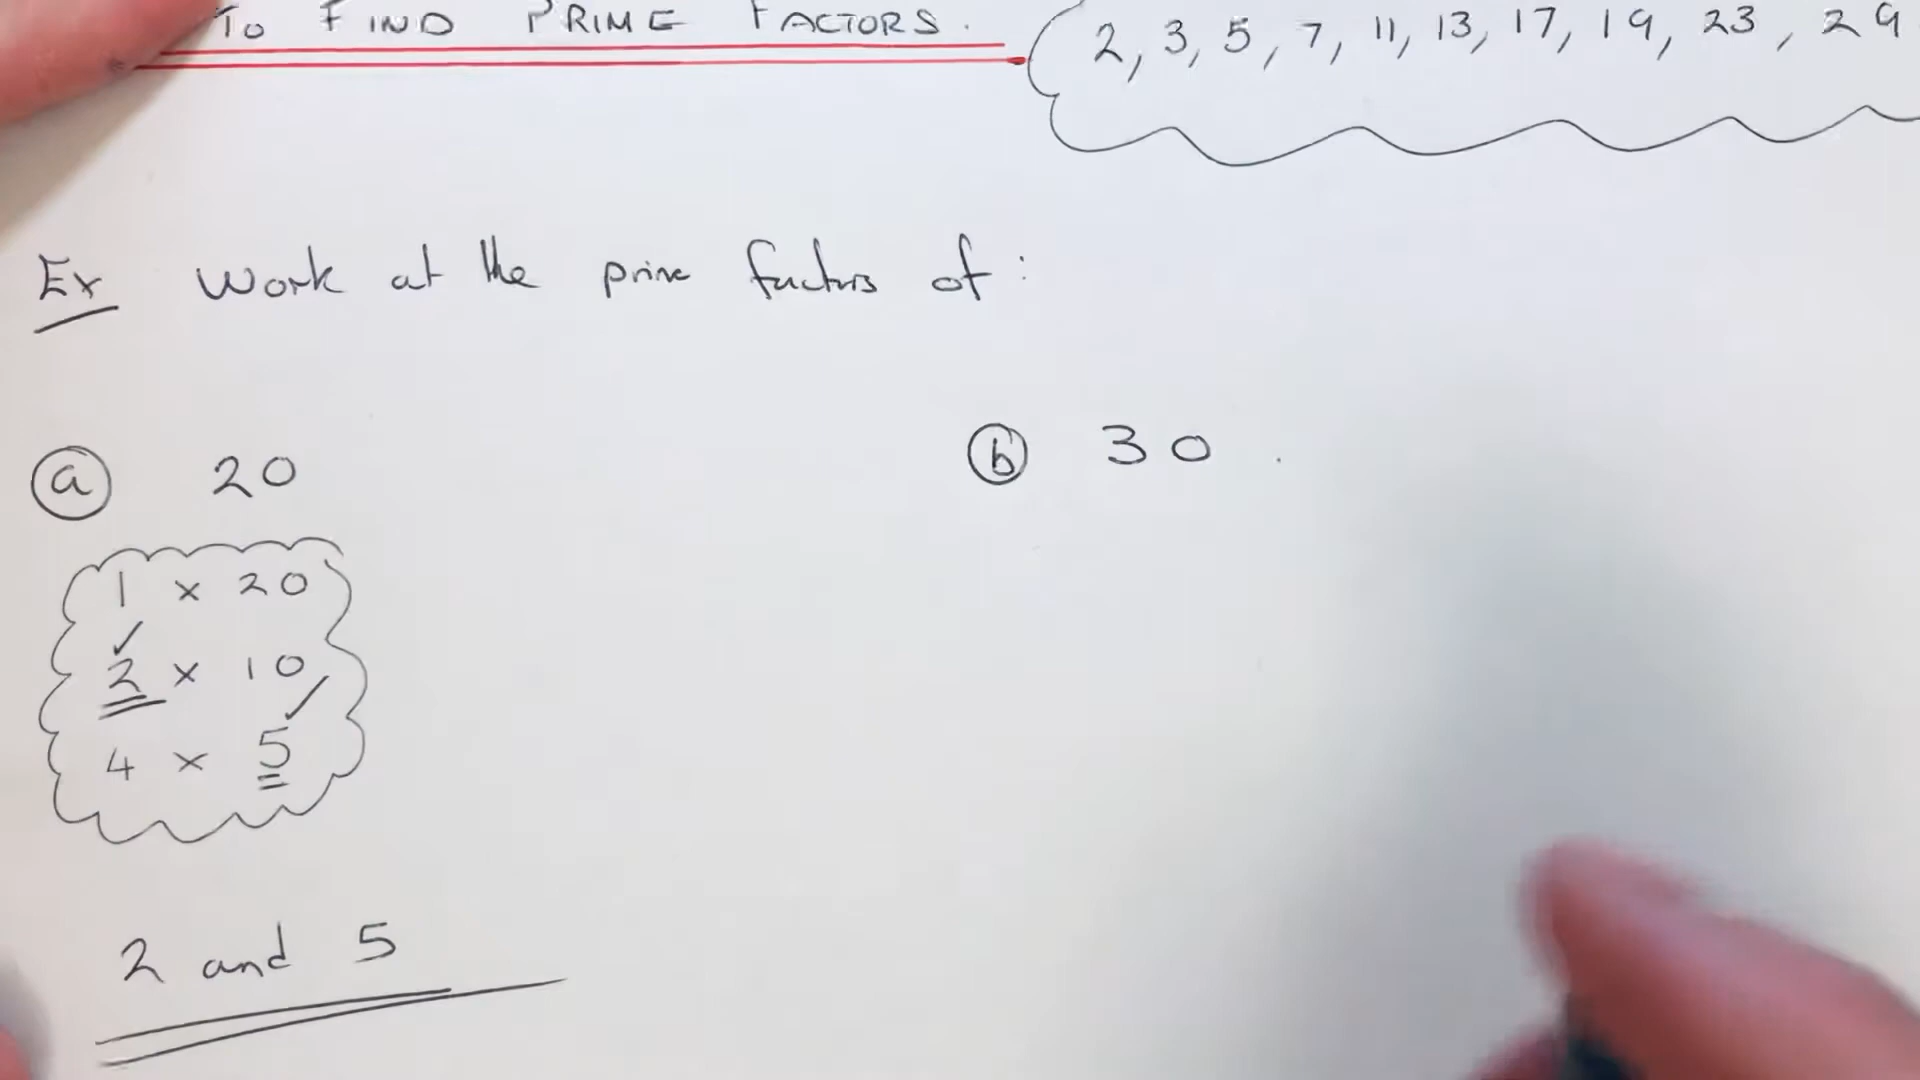 TO FIND PRIME FACTORS.
2, 3, 5, 7, 11, 13, 17, 19, 23, 29
Ex Work at the prime factors of:
a 20
1 x 20
2 x 10
4 x 5
2 and 5
b 30.